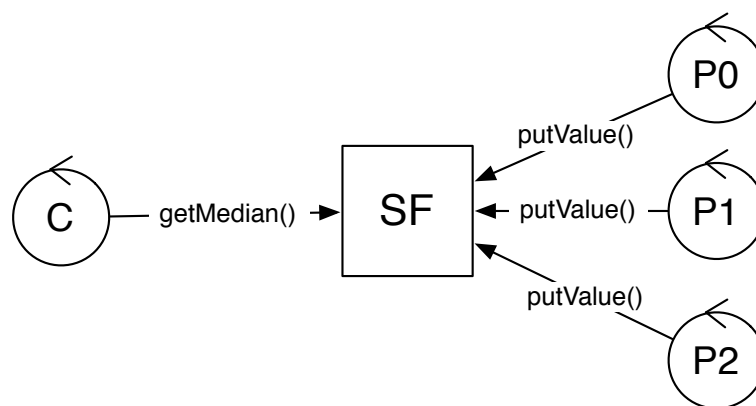 P0
putValue()
C
getMedian()
SF
putValue()
P1
putValue()
P2